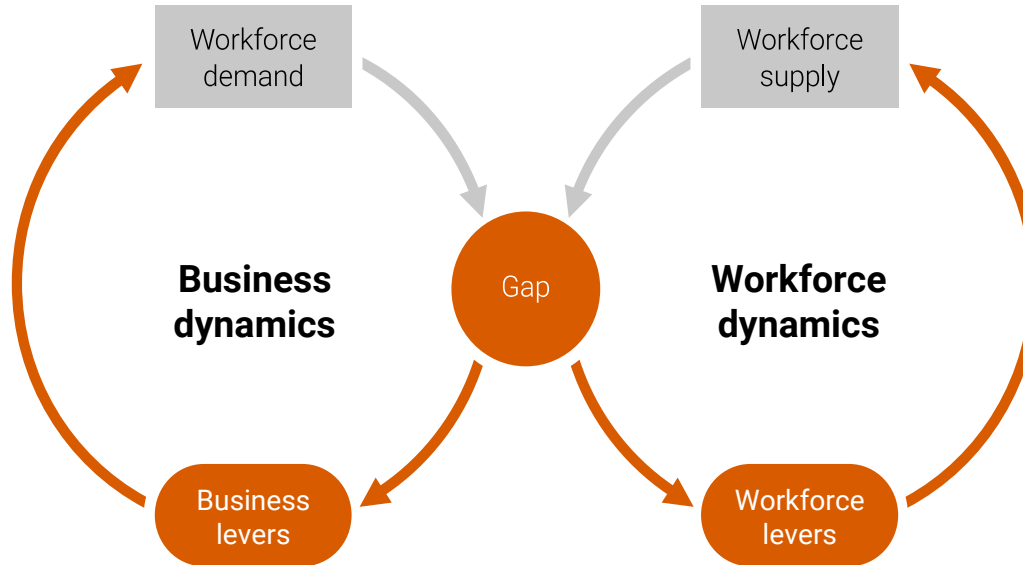 Workforce
demand
Workforce
supply
Gap
Business
dynamics
Workforce
dynamics
Business
levers
Workforce
levers